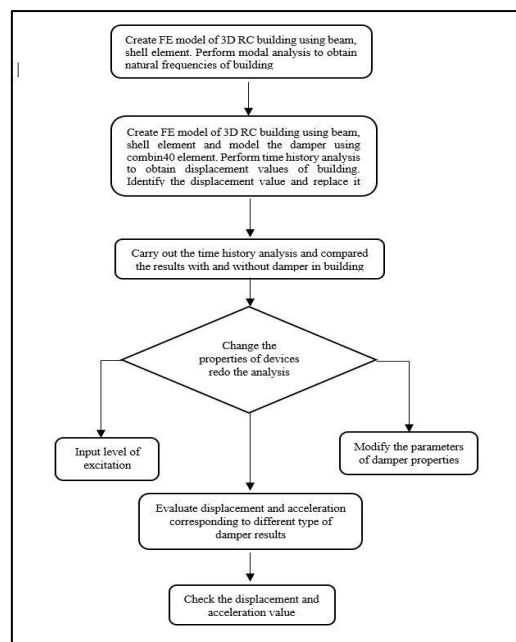 Create FE model of 3D RC building using beam,
shell element. Perform modal analysis to obtain
natural frequencies of building
Create FE model of 3D RC building using beam,
shell element and model the damper using
combin40 element. Perform time history analysis
to obtain displacement values of building.
Identify the displacement value and replace it
Carry out the time history analysis and compared
the results with and without damper in building
Change the
properties of devices
redo the analysis
Input level of
excitation
Modify the parameters
of damper properties
Evaluate displacement and acceleration
corresponding to different type of
damper results
Check the displacement and
acceleration value